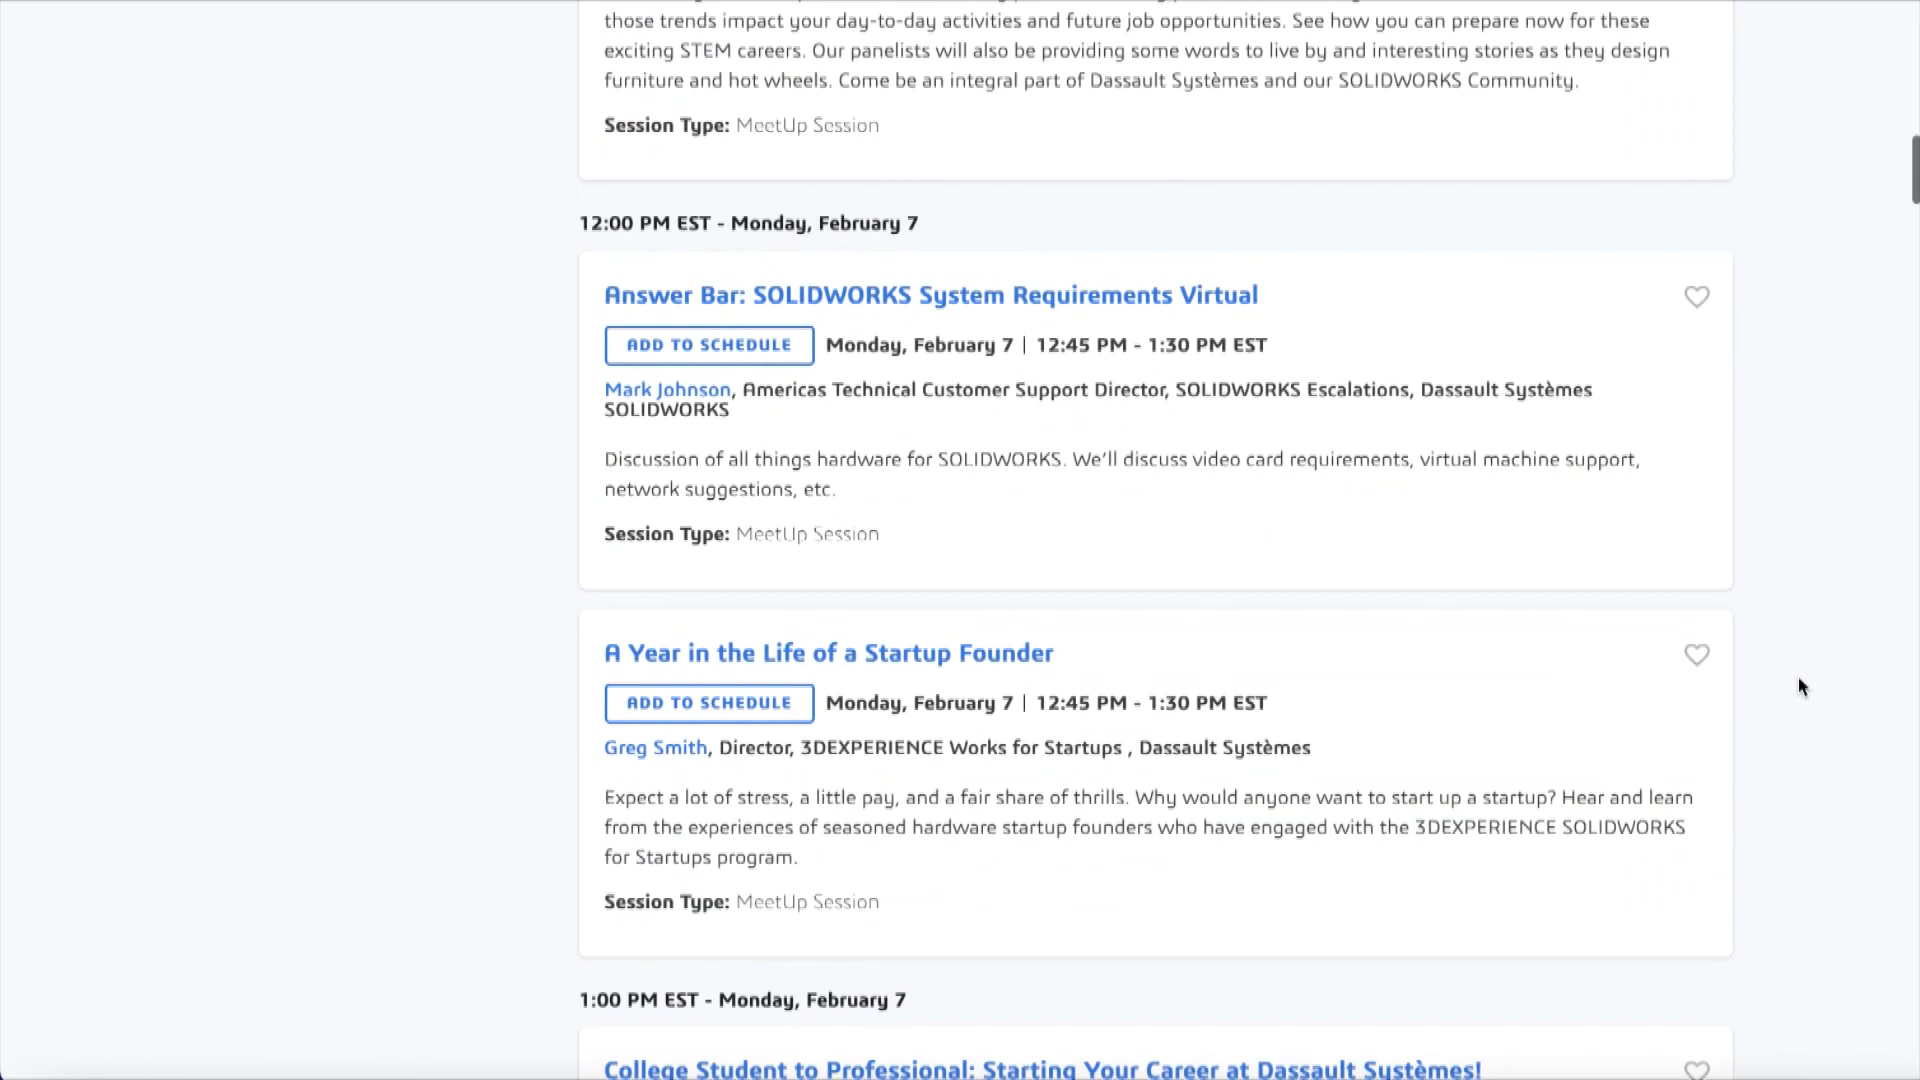 those trends impact your day-to-day activities and future job opportunities. See how you can prepare now for these
exciting STEM careers. Our panelists will also be providing some words to live by and interesting stories as they design
furniture and hot wheels. Come be an integral part of Dassault Systèmes and our SOLIDWORKS Community.
Session Type: MeetUp Session
12:00 PM EST - Monday, February 7
Answer Bar: SOLIDWORKS System Requirements Virtual
ADD TO SCHEDULE Monday, February 7 | 12:45 PM - 1:30 PM EST
Mark Johnson, Americas Technical Customer Support Director, SOLIDWORKS Escalations, Dassault Systèmes
SOLIDWORKS
Discussion of all things hardware for SOLIDWORKS. We'll discuss video card requirements, virtual machine support,
network suggestions, etc.
Session Type: MeetUp Session
A Year in the Life of a Startup Founder
ADD TO SCHEDULE Monday, February 7 | 12:45 PM - 1:30 PM EST
Greg Smith, Director, 3DEXPERIENCE Works for Startups , Dassault Systèmes
Expect a lot of stress, a little pay, and a fair share of thrills. Why would anyone want to start up a startup? Hear and learn
from the experiences of seasoned hardware startup founders who have engaged with the 3DEXPERIENCE SOLIDWORKS
for Startups program.
Session Type: MeetUp Session
1:00 PM EST - Monday, February 7
College Student to Professional: Starting Your Career at Dassault Systèmes!